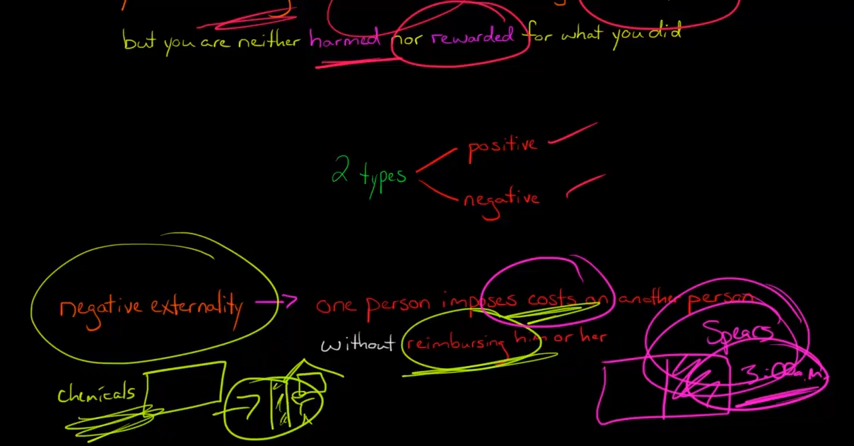 but you are neither harmed nor rewarded for what you did
2 types
positive
negative
negative externality → one person imposes costs on another person
without reimbursing him or her
Spears
chemicals
3:00a.m.